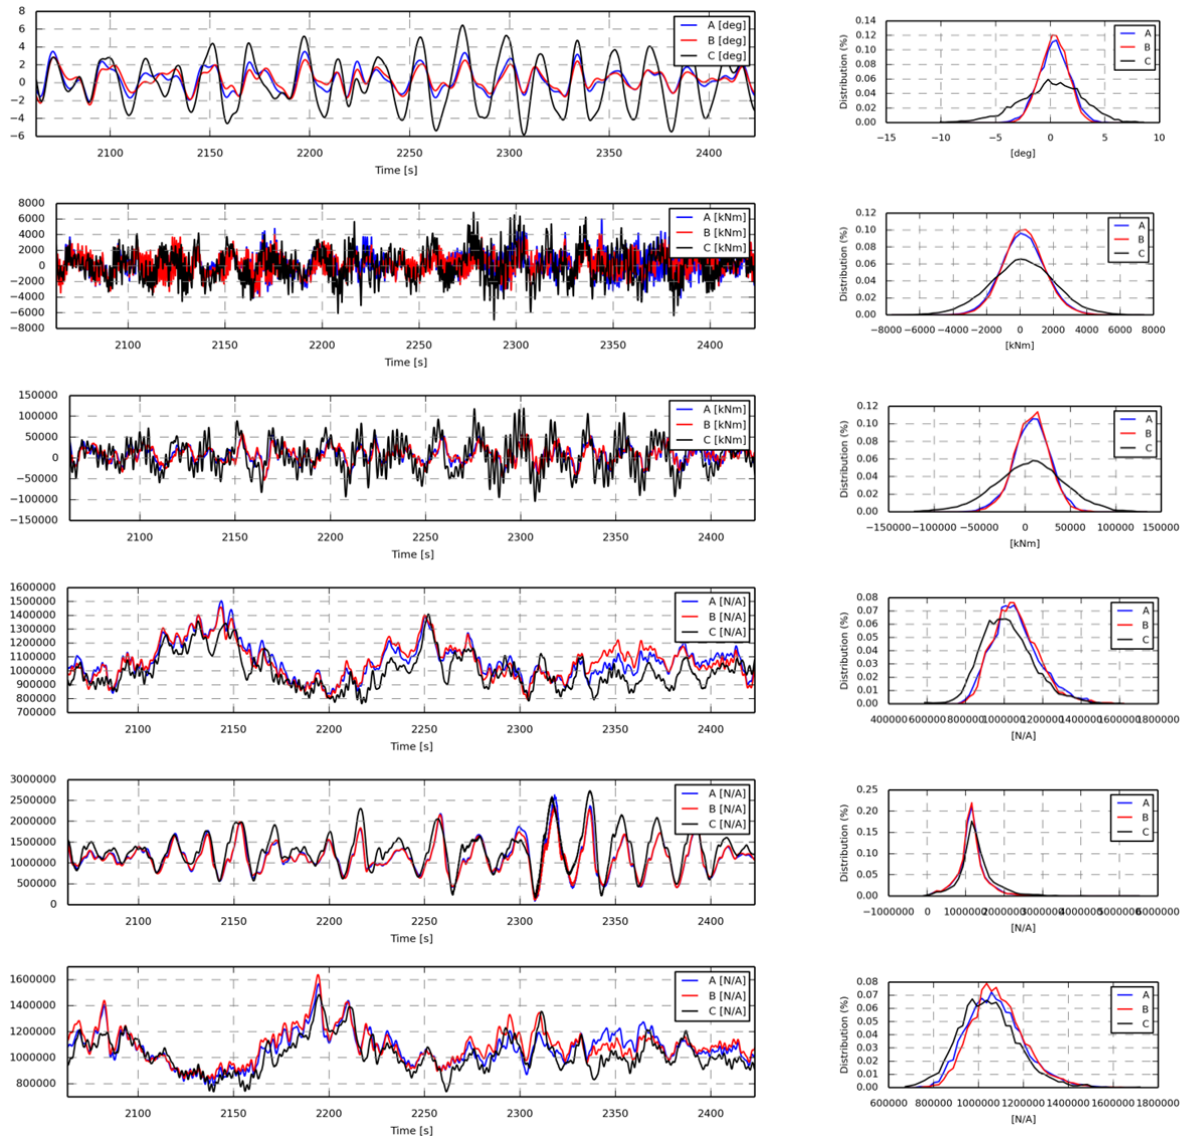 8
6
4
2
0
−2
−4
−6
A [deg]
B [deg]
C [deg]
2100 2150 2200 2250 2300 2350 2400
Time [s]
Distribution (%)
0.14
0.12
0.10
0.08
0.06
0.04
0.02
0.00
A
B
C
−15 −10 −5 0 5 10
[deg]
8000
6000
4000
2000
0
−2000
−4000
−6000
−8000
A [kNm]
B [kNm]
C [kNm]
2100 2150 2200 2250 2300 2350 2400
Time [s]
Distribution (%)
0.12
0.10
0.08
0.06
0.04
0.02
0.00
A
B
C
−8000 −6000 −4000 −2000 0 2000 4000 6000 8000
[kNm]
150000
100000
50000
0
−50000
−100000
−150000
A [kNm]
B [kNm]
C [kNm]
2100 2150 2200 2250 2300 2350 2400
Time [s]
Distribution (%)
0.12
0.10
0.08
0.06
0.04
0.02
0.00
A
B
C
−150000 −100000 −50000 0 50000 100000 150000
[kNm]
1600000
1500000
1400000
1300000
1200000
1100000
1000000
900000
800000
700000
A [N/A]
B [N/A]
C [N/A]
2100 2150 2200 2250 2300 2350 2400
Time [s]
Distribution (%)
0.08
0.07
0.06
0.05
0.04
0.03
0.02
0.01
0.00
A
B
C
400000 600000 800000 1000000 1200000 1400000 1600000 1800000
[N/A]
3000000
2500000
2000000
1500000
1000000
500000
0
A [N/A]
B [N/A]
C [N/A]
2100 2150 2200 2250 2300 2350 2400
Time [s]
Distribution (%)
0.25
0.20
0.15
0.10
0.05
0.00
A
B
C
−1000000 0 1000000 2000000 3000000 4000000 5000000 6000000
[N/A]
1600000
1400000
1200000
1000000
800000
A [N/A]
B [N/A]
C [N/A]
2100 2150 2200 2250 2300 2350 2400
Time [s]
Distribution (%)
0.08
0.07
0.06
0.05
0.04
0.03
0.02
0.01
0.00
A
B
C
600000 800000 1000000 1200000 1400000 1600000 1800000
[N/A]